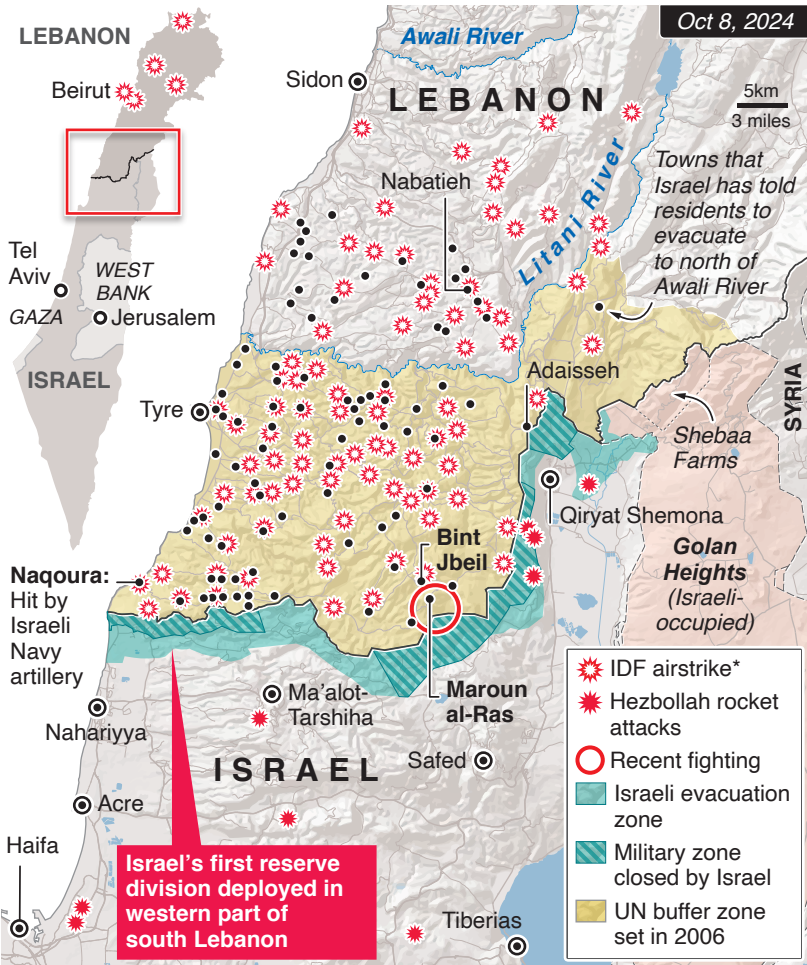 Oct 8, 2024
LEBANON
Beirut
Tel
Aviv
WEST
BANK
GAZA
Jerusalem
ISRAEL
Awali River
Sidon
LEBANON
5km
3 miles
Nabatieh
Litani River
Towns that
Israel has told
residents to
evacuate
to north of
Awali River
Adaisseh
SYRIA
Tyre
Shebaa
Farms
Qiryat Shemona
Golan
Heights
(Israeli-
occupied)
Bint
Jbeil
Naqoura:
Hit by
Israeli
Navy
artillery
Maroun
al-Ras
Ma'alot-
Tarshiha
Nahariyya
Safed
ISRAEL
Acre
Haifa
Israel's first reserve
division deployed in
western part of
south Lebanon
Tiberias
IDF airstrike*
Hezbollah rocket
attacks
Recent fighting
Israeli evacuation
zone
Military zone
closed by Israel
UN buffer zone
set in 2006